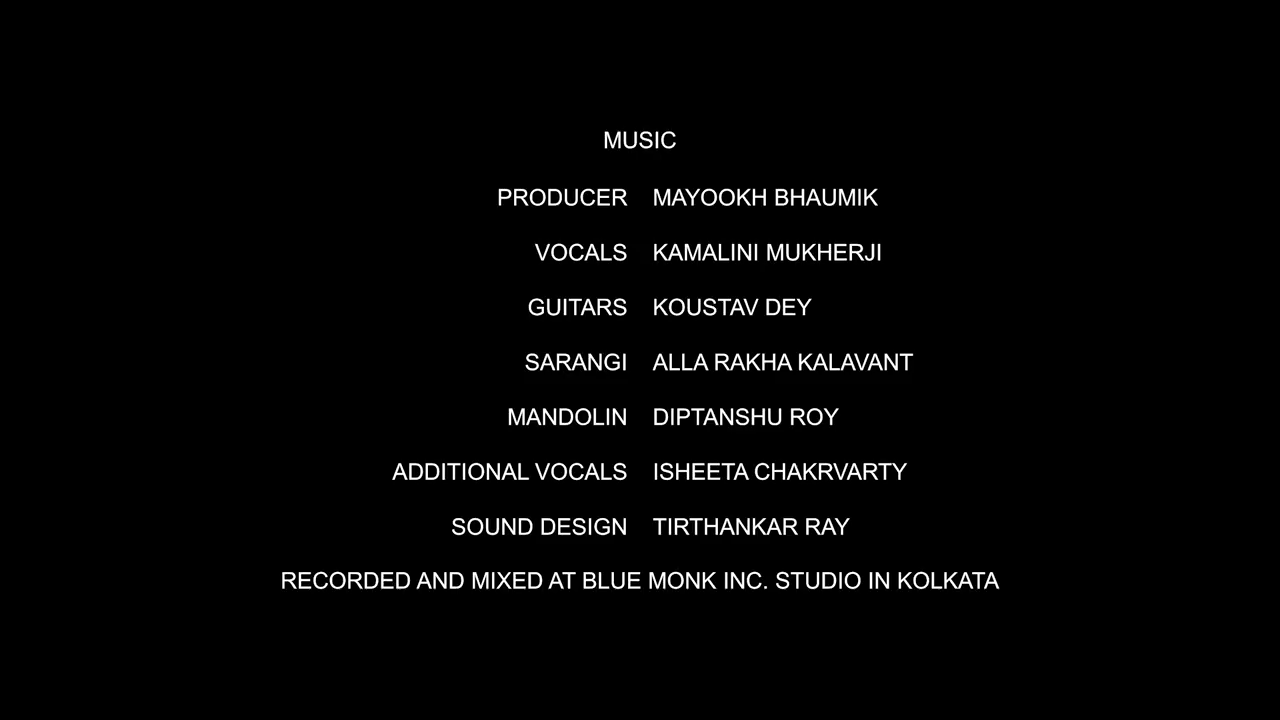 MUSIC
PRODUCER MAYOOKH BHAUMIK
VOCALS KAMALINI MUKHERJI
GUITARS KOUSTAV DEY
SARANGI ALLA RAKHA KALAVANT
MANDOLIN DIPTANSHU ROY
ADDITIONAL VOCALS ISHEETA CHAKRVARTY
SOUND DESIGN TIRTHANKAR RAY
RECORDED AND MIXED AT BLUE MONK INC. STUDIO IN KOLKATA